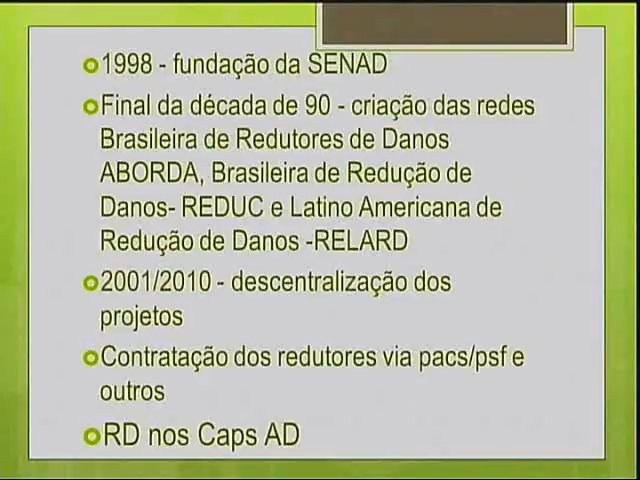 1998 - fundação da SENAD
Final da década de 90 - criação das redes
Brasileira de Redutores de Danos
ABORDA, Brasileira de Redução de
Danos- REDUC e Latino Americana de
Redução de Danos -RELARD
2001/2010 - descentralização dos
projetos
Contratação dos redutores via pacs/psf e
outros
RD nos Caps AD